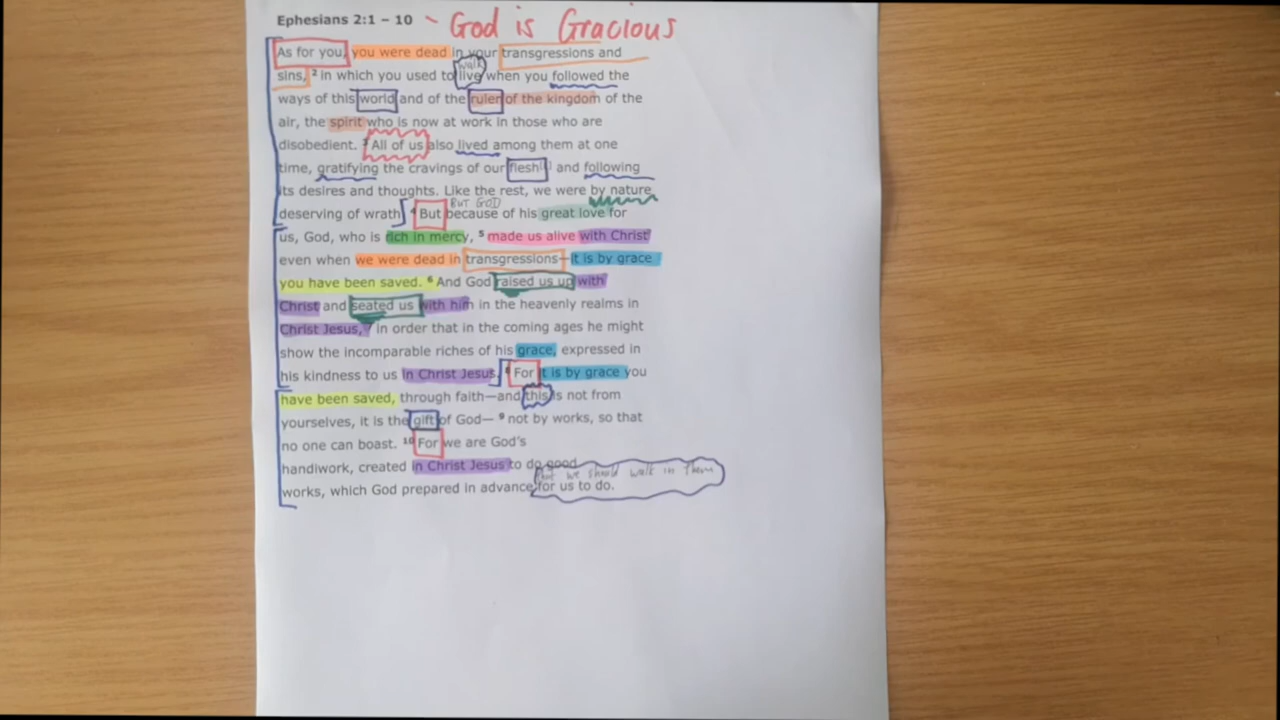 Ephesians 2:1 – 10 ~ God is Gracious
As for you, you were dead in your transgressions and
walk
sins, ² in which you used to live when you followed the
ways of this world and of the ruler of the kingdom of the
air, the spirit who is now at work in those who are
disobedient. ³ All of us also lived among them at one
time, gratifying the cravings of our flesh and following
its desires and thoughts. Like the rest, we were by nature
BUT GOD
deserving of wrath. ⁴ But because of his great love for
us, God, who is rich in mercy, ⁵ made us alive with Christ
even when we were dead in transgressions—it is by grace
you have been saved. ⁶ And God raised us up with
Christ and seated us with him in the heavenly realms in
Christ Jesus, ⁷ in order that in the coming ages he might
show the incomparable riches of his grace, expressed in
his kindness to us in Christ Jesus. ⁸ For it is by grace you
have been saved, through faith—and this is not from
yourselves, it is the gift of God— ⁹ not by works, so that
no one can boast. ¹⁰ For we are God's
handiwork, created in Christ Jesus to do good
that we should walk in them
works, which God prepared in advance for us to do.